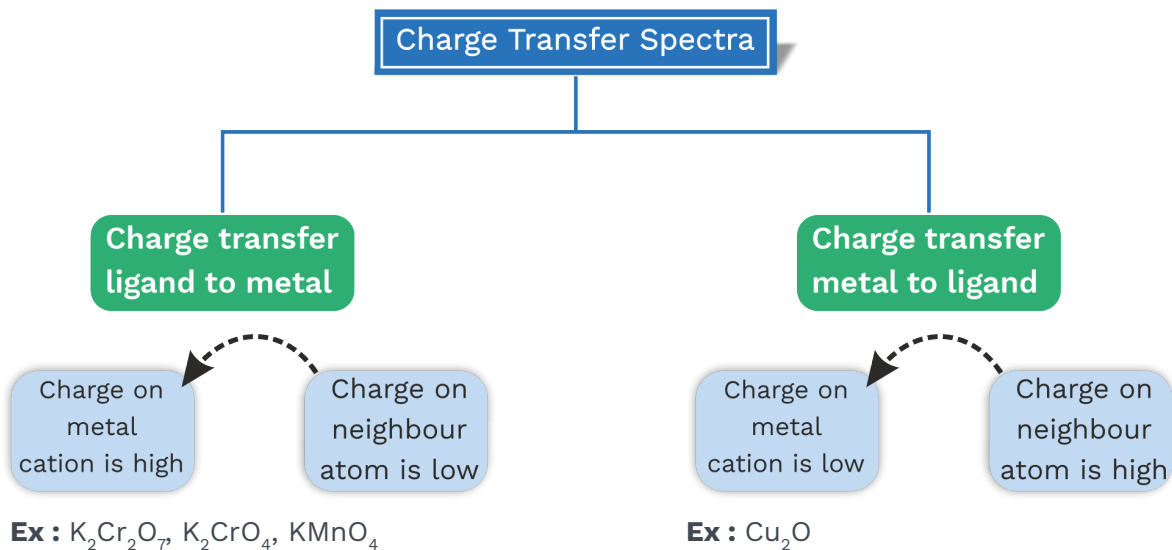 Charge Transfer Spectra
Charge transfer
ligand to metal
Charge transfer
metal to ligand
Charge on
metal
cation is high
Charge on
neighbour
atom is low
Charge on
metal
cation is low
Charge on
neighbour
atom is high
Ex : K₂Cr₂O₇, K₂CrO₄, KMnO₄
Ex : Cu₂O